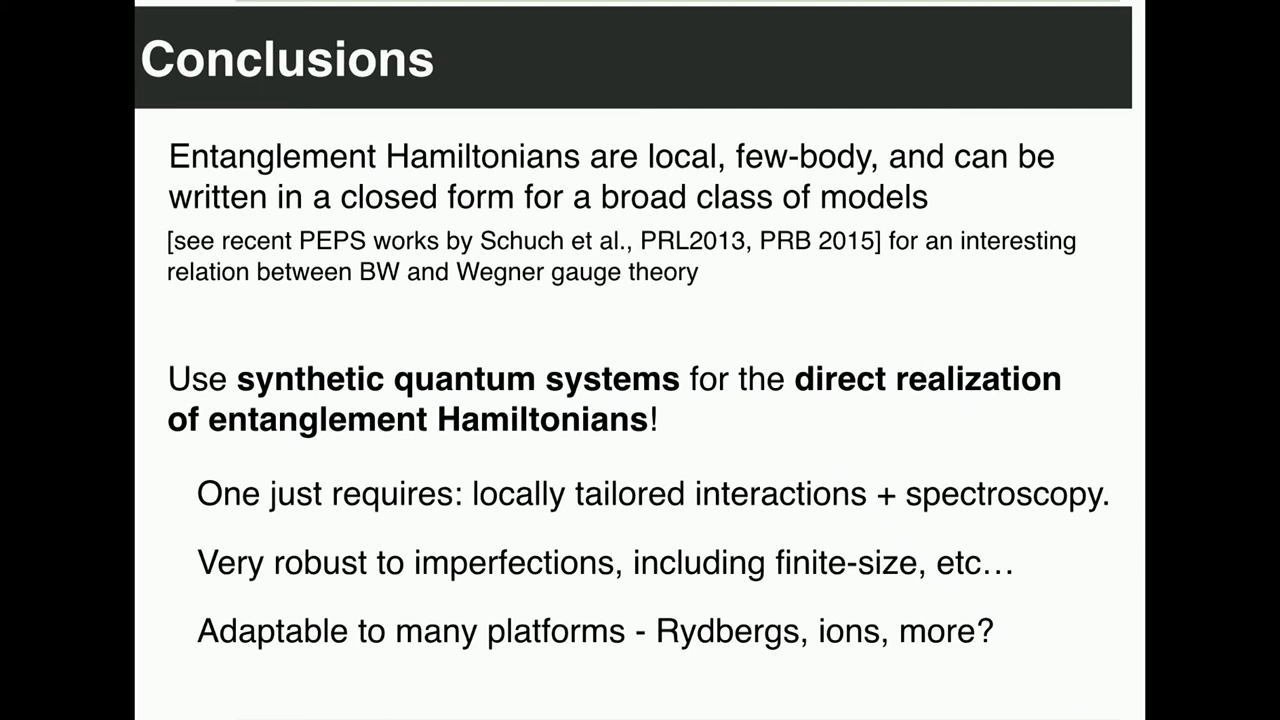 Conclusions
Entanglement Hamiltonians are local, few-body, and can be
written in a closed form for a broad class of models
[see recent PEPS works by Schuch et al., PRL2013, PRB 2015] for an interesting
relation between BW and Wegner gauge theory
Use synthetic quantum systems for the direct realization
of entanglement Hamiltonians!
One just requires: locally tailored interactions + spectroscopy.
Very robust to imperfections, including finite-size, etc…
Adaptable to many platforms - Rydbergs, ions, more?